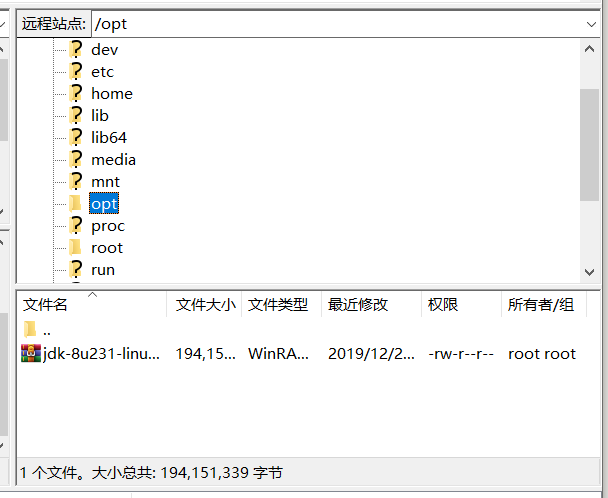 远程站点: /opt
dev
etc
home
lib
lib64
media
mnt
opt
proc
root
run
文件名 文件大小 文件类型 最近修改 权限 所有者/组
..
jdk-8u231-linu... 194,15... WinRA... 2019/12/2... -rw-r--r-- root root
1 个文件。大小总共: 194,151,339 字节